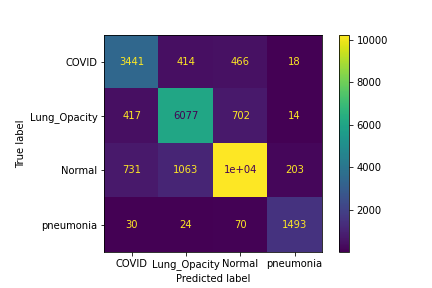 COVID 3441 414 466 18
Lung_Opacity 417 6077 702 14
Normal 731 1063 1e+04 203
pneumonia 30 24 70 1493
COVID Lung_Opacity Normal pneumonia
Predicted label
True label
10000
8000
6000
4000
2000